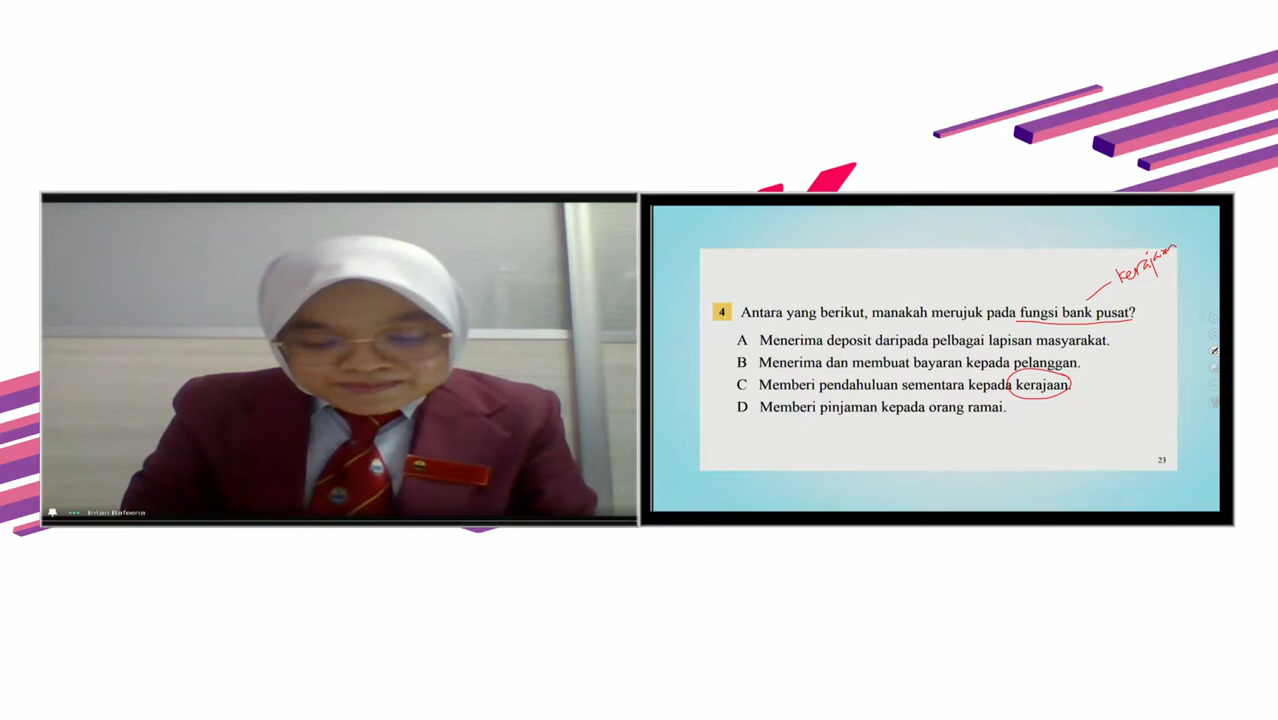 kerajaan
4 Antara yang berikut, manakah merujuk pada fungsi bank pusat?
A Menerima deposit daripada pelbagai lapisan masyarakat.
B Menerima dan membuat bayaran kepada pelanggan.
C Memberi pendahuluan sementara kepada kerajaan.
D Memberi pinjaman kepada orang ramai.
23
Intan Rafeena